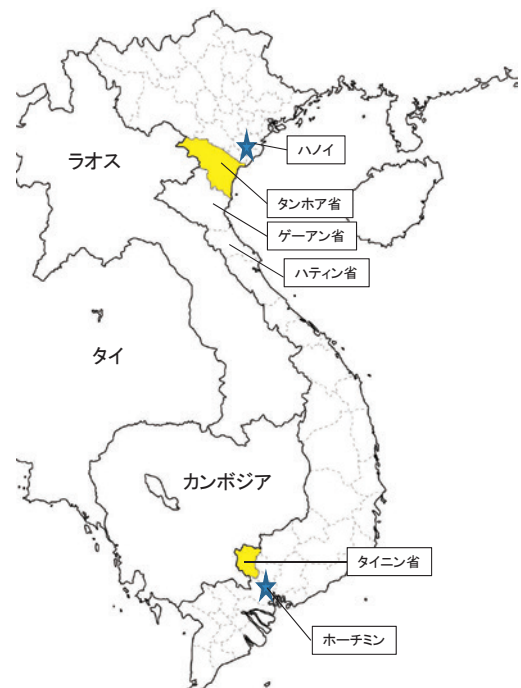 ハノイ
ラオス
タンホア省
ゲーアン省
ハティン省
タイ
カンボジア
タイニン省
ホーチミン